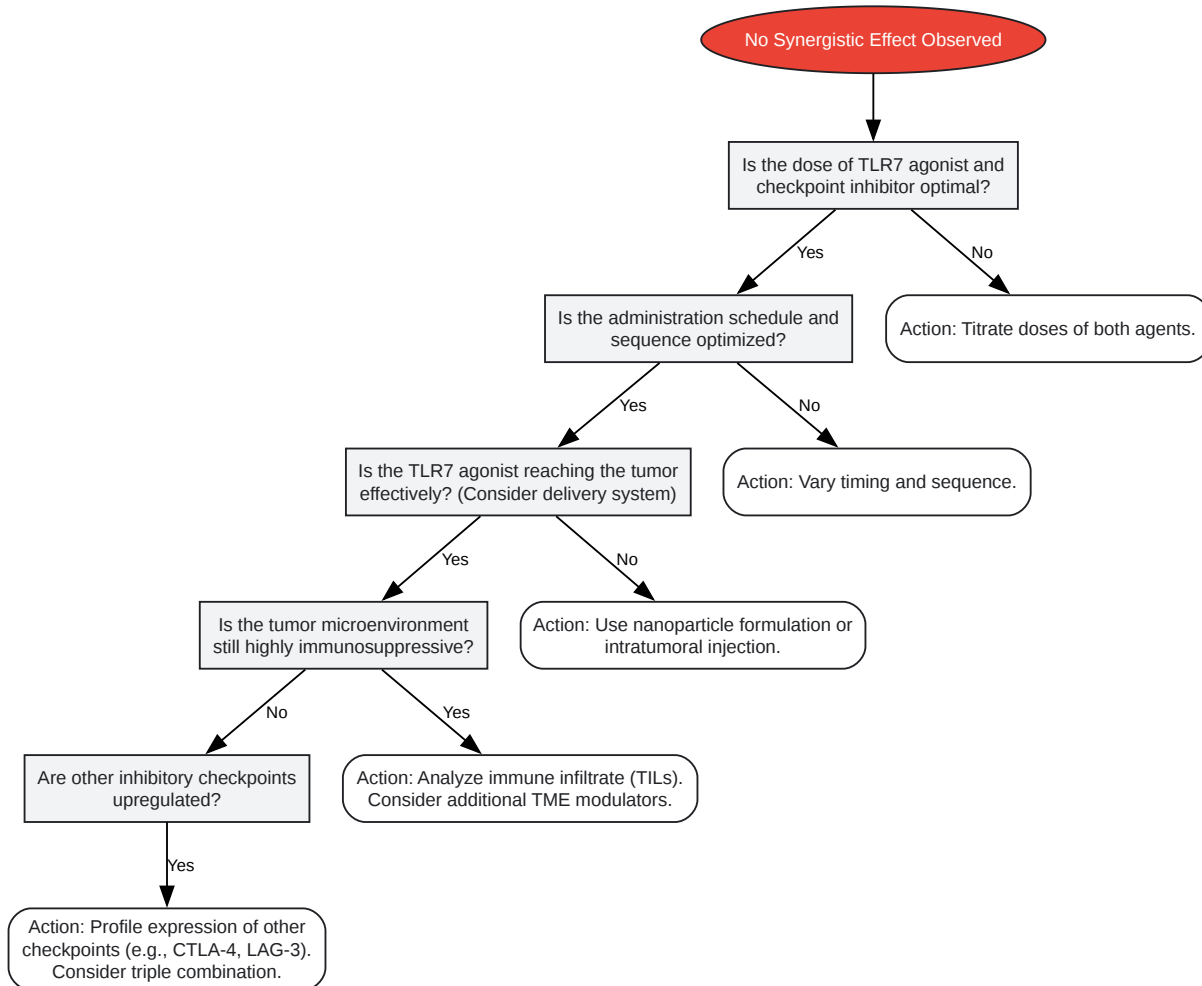 No Synergistic Effect Observed
Is the dose of TLR7 agonist and
checkpoint inhibitor optimal?
Yes
No
Is the administration schedule and
sequence optimized?
Action: Titrate doses of both agents.
Yes
No
Is the TLR7 agonist reaching the tumor
effectively? (Consider delivery system)
Action: Vary timing and sequence.
Yes
No
Is the tumor microenvironment
still highly immunosuppressive?
Action: Use nanoparticle formulation or
intratumoral injection.
No
Yes
Are other inhibitory checkpoints
upregulated?
Action: Analyze immune infiltrate (TILs).
Consider additional TME modulators.
Yes
Action: Profile expression of other
checkpoints (e.g., CTLA-4, LAG-3).
Consider triple combination.